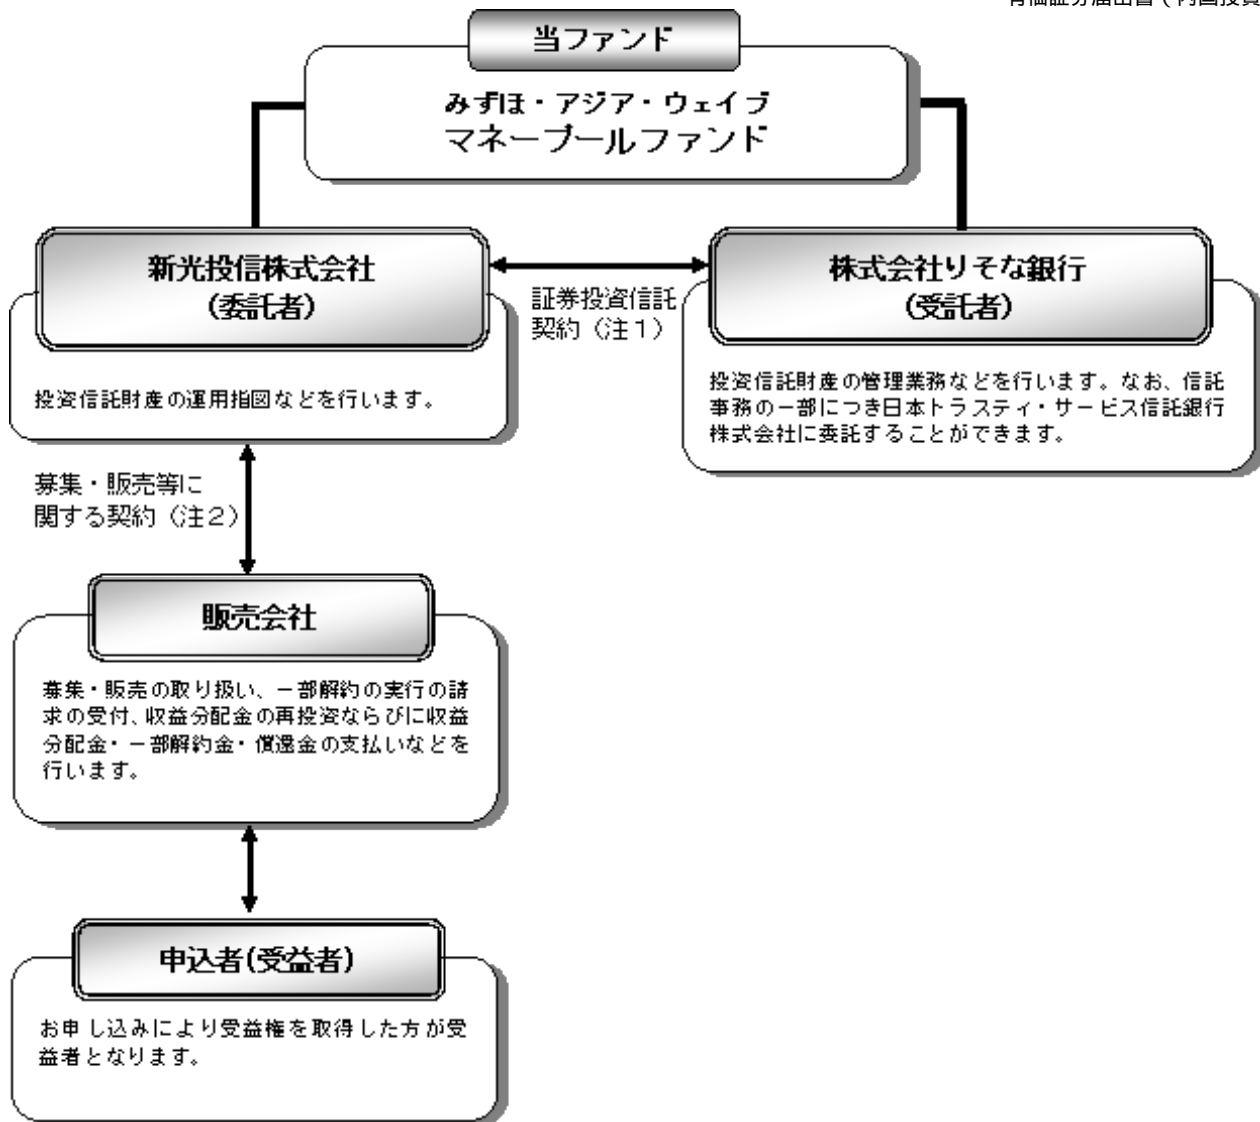 当ファンド
みずほ・アジア・ウェイブ
マネープールファンド
新光投信株式会社
(委託者)
投資信託財産の運用指図などを行います。
証券投資信託
契約（注１）
株式会社りそな銀行
(受託者)
投資信託財産の管理業務などを行います。なお、信託
事務の一部につき日本トラスティ・サービス信託銀行
株式会社に委託することができます。
募集・販売等に
関する契約（注２）
販売会社
募集・販売の取り扱い、一部解約の実行の請
求の受付、収益分配金の再投資ならびに収益
分配金・一部解約金・償還金の支払いなどを
行います。
申込者(受益者)
お申し込みにより受益権を取得した方が受
益者となります。